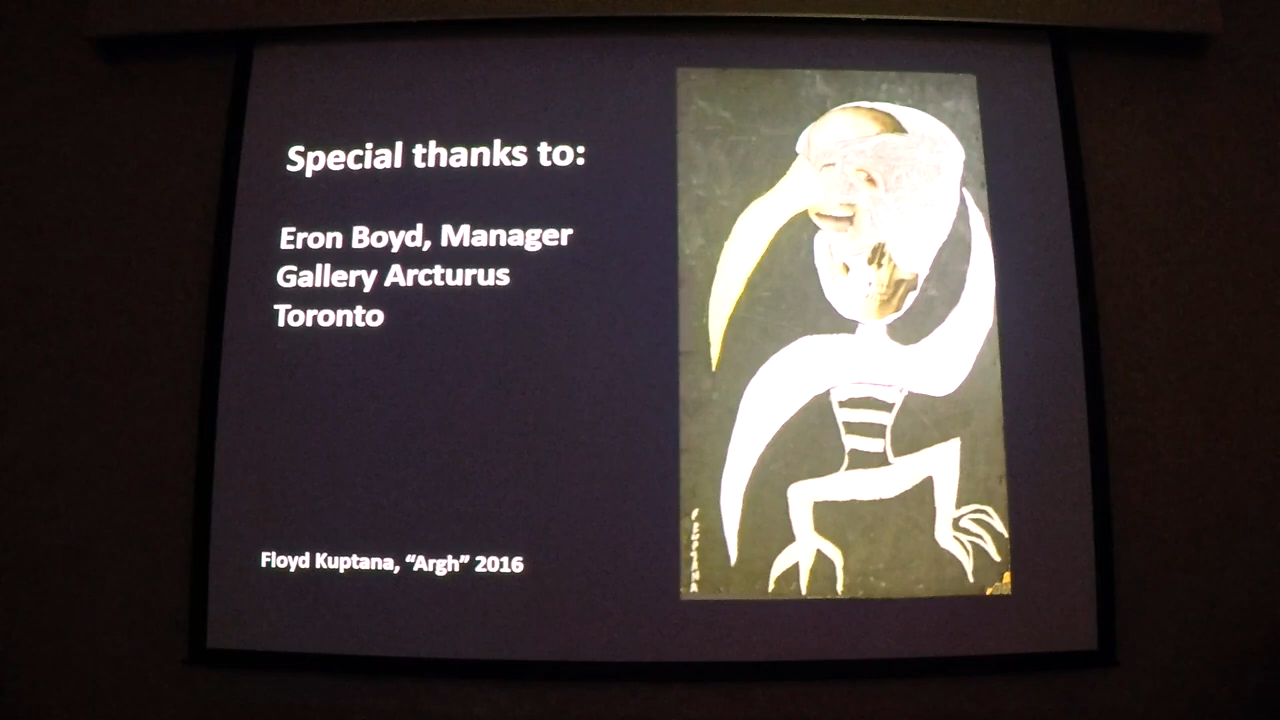 Special thanks to:
Eron Boyd, Manager
Gallery Arcturus
Toronto
Floyd Kuptana, “Argh” 2016